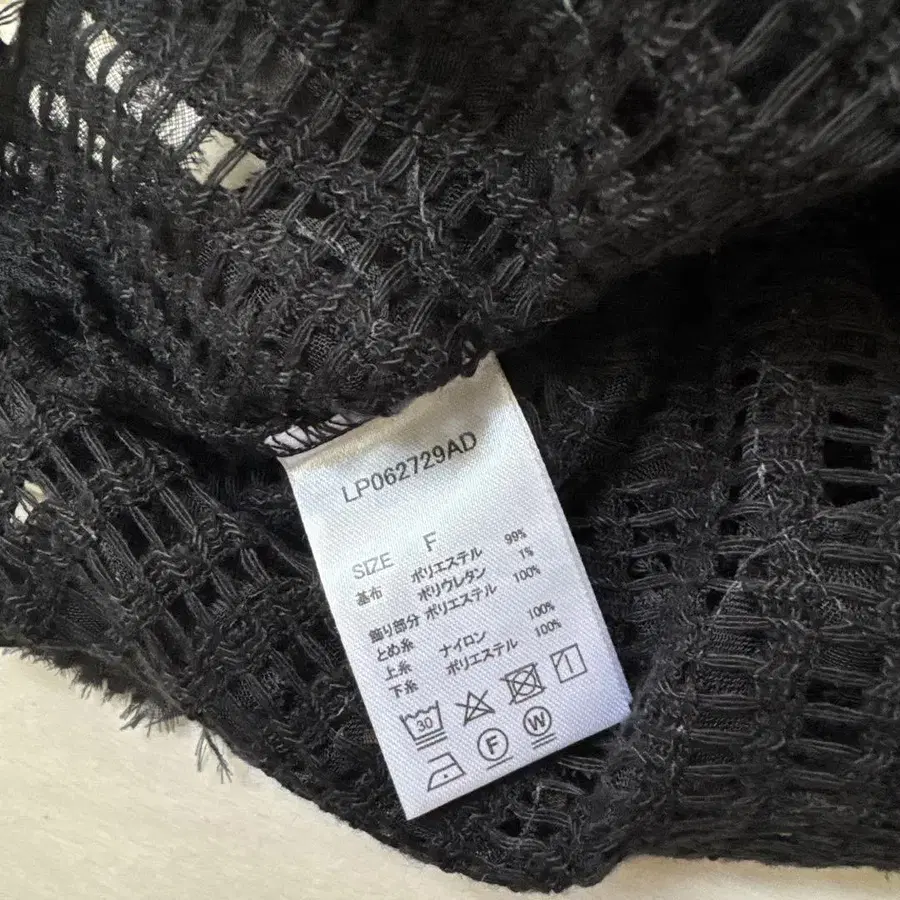 LP062729AD
SIZE F
基布 ポリエステル 99%
ポリウレタン 1%
飾り部分 ポリエステル 100%
とめ糸
上糸 ナイロン 100%
下糸 ポリエステル 100%
30
F W